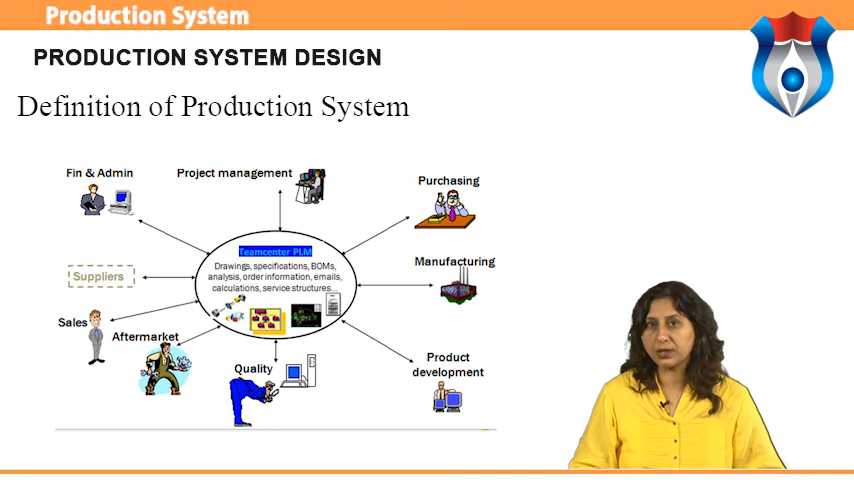 Production System
PRODUCTION SYSTEM DESIGN
Definition of Production System
Fin & Admin
Project management
Purchasing
Teamcenter PLM
Drawings, specifications, BOMs,
analysis, order information, emails,
calculations, service structures...
Manufacturing
Suppliers
Sales
Aftermarket
Quality
Product
development